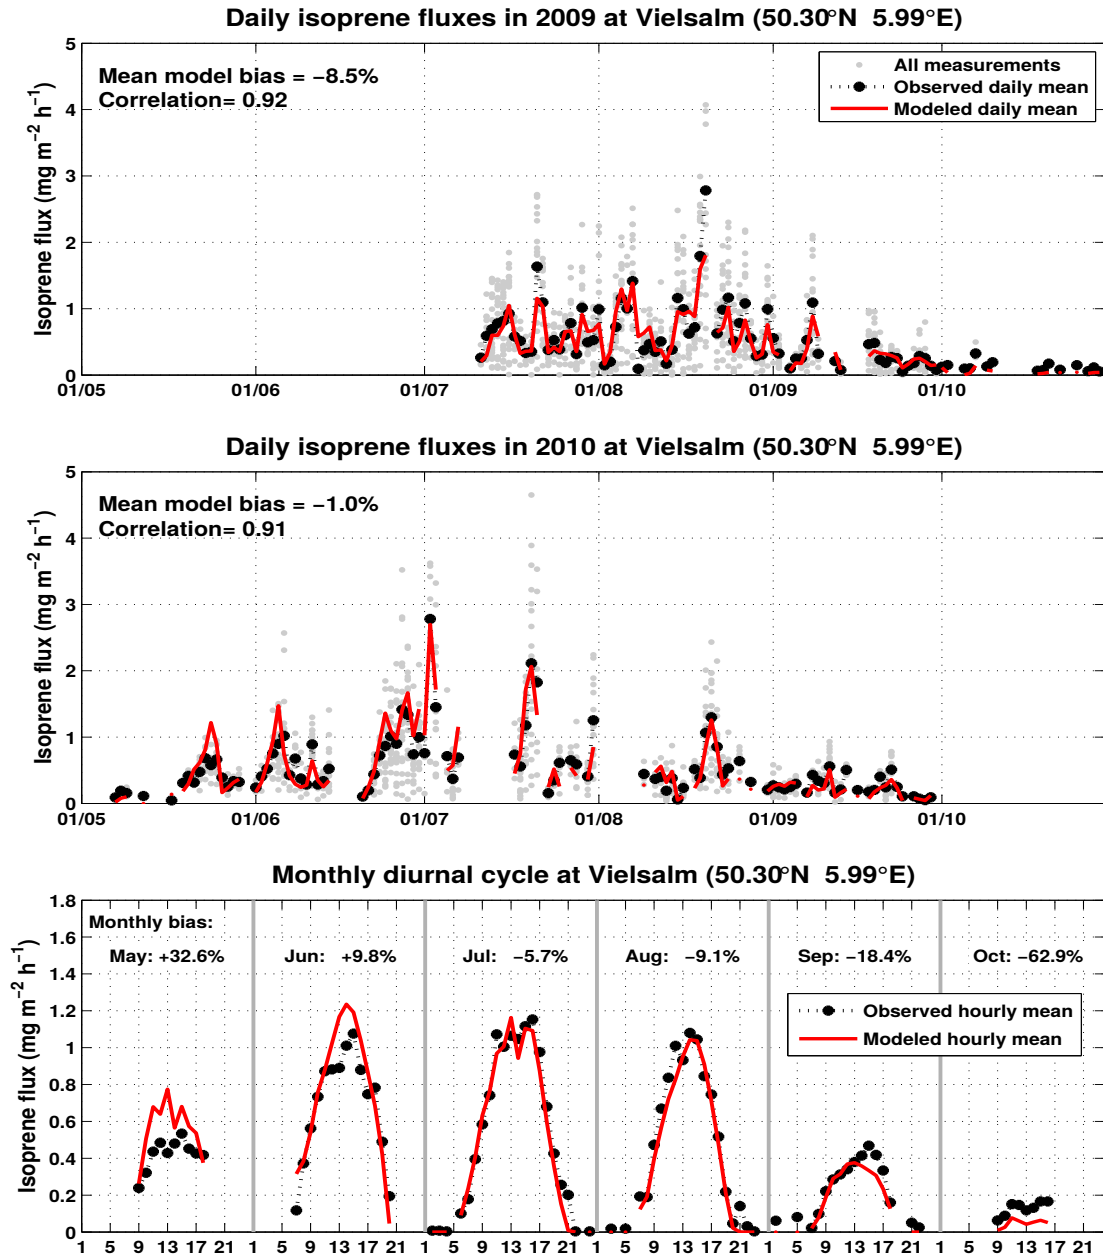 Daily isoprene fluxes in 2009 at Vielsalm (50.30°N 5.99°E)
Mean model bias = −8.5%
Correlation= 0.92
All measurements
Observed daily mean
Modeled daily mean
Isoprene flux (mg m−2 h−1)
5
4
3
2
1
0
01/05 01/06 01/07 01/08 01/09 01/10
Daily isoprene fluxes in 2010 at Vielsalm (50.30°N 5.99°E)
Mean model bias = −1.0%
Correlation= 0.91
Isoprene flux (mg m−2 h−1)
5
4
3
2
1
0
01/05 01/06 01/07 01/08 01/09 01/10
Monthly diurnal cycle at Vielsalm (50.30°N 5.99°E)
Monthly bias:
May: +32.6% Jun: +9.8% Jul: −5.7% Aug: −9.1% Sep: −18.4% Oct: −62.9%
Observed hourly mean
Modeled hourly mean
Isoprene flux (mg m−2 h−1)
1.8
1.6
1.4
1.2
1
0.8
0.6
0.4
0.2
0
1 5 9 13 17 21 1 5 9 13 17 21 1 5 9 13 17 21 1 5 9 13 17 21 1 5 9 13 17 21 1 5 9 13 17 21